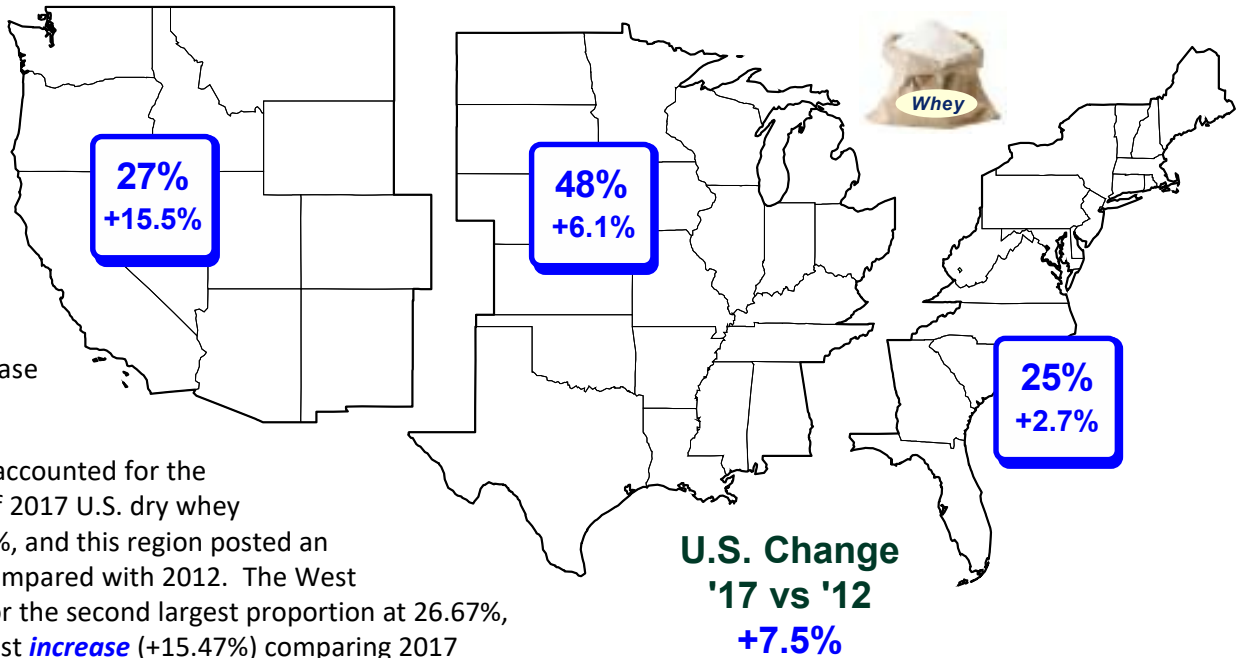 Whey
27%
+15.5%
48%
+6.1%
25%
+2.7%
ase
accounted for the
2017 U.S. dry whey
%, and this region posted an
mpared with 2012. The West
r the second largest proportion at 26.67%,
st increase (+15.47%) comparing 2017
U.S. Change
'17 vs '12
+7.5%